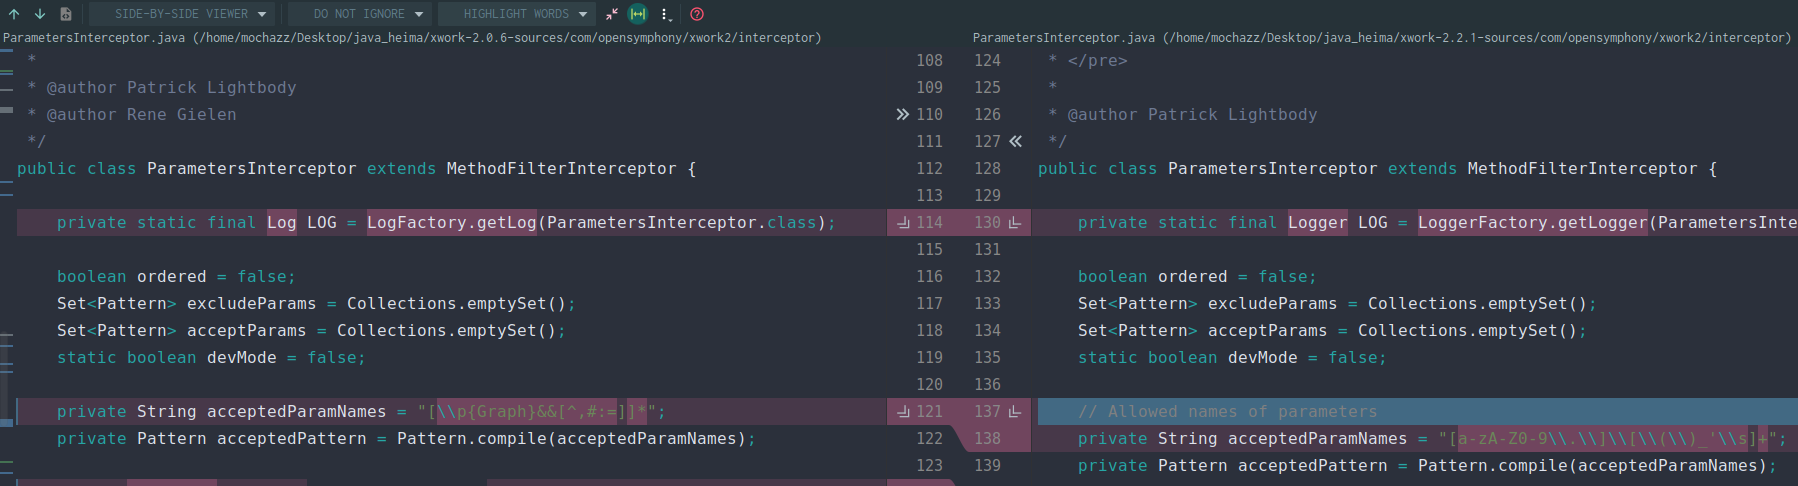 SIDE-BY-SIDE VIEWER DO NOT IGNORE HIGHLIGHT WORDS
ParametersInterceptor.java (/home/mochazz/Desktop/java_heima/xwork-2.0.6-sources/com/opensymphony/xwork2/interceptor)
* 108
* @author Patrick Lightbody 109
* @author Rene Gielen 110
*/ 111
public class ParametersInterceptor extends MethodFilterInterceptor { 112
113
private static final Log LOG = LogFactory.getLog(ParametersInterceptor.class); 114
115
boolean ordered = false; 116
Set<Pattern> excludeParams = Collections.emptySet(); 117
Set<Pattern> acceptParams = Collections.emptySet(); 118
static boolean devMode = false; 119
120
private String acceptedParamNames = "[\\p{Graph}&&[^,#:=]]*"; 121
private Pattern acceptedPattern = Pattern.compile(acceptedParamNames); 122
123
ParametersInterceptor.java (/home/mochazz/Desktop/java_heima/xwork-2.2.1-sources/com/opensymphony/xwork2/interceptor)
124 * </pre>
125 *
126 * @author Patrick Lightbody
127 */
128 public class ParametersInterceptor extends MethodFilterInterceptor {
129
130 private static final Logger LOG = LoggerFactory.getLogger(ParametersInte
131
132 boolean ordered = false;
133 Set<Pattern> excludeParams = Collections.emptySet();
134 Set<Pattern> acceptParams = Collections.emptySet();
135 static boolean devMode = false;
136
137 // Allowed names of parameters
138 private String acceptedParamNames = "[a-zA-Z0-9\\.\\]\\[\\(\\)_'\\s]+";
139 private Pattern acceptedPattern = Pattern.compile(acceptedParamNames);